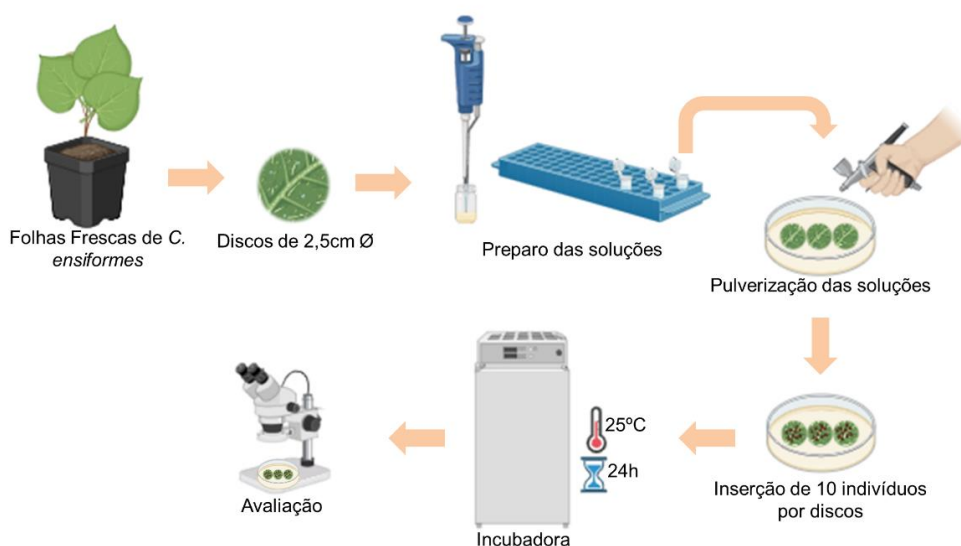 Folhas Frescas de C.
ensiformes
Discos de 2,5cm Ø
Preparo das soluções
Pulverização das soluções
Inserção de 10 indivíduos
por discos
25ºC
24h
Incubadora
Avaliação